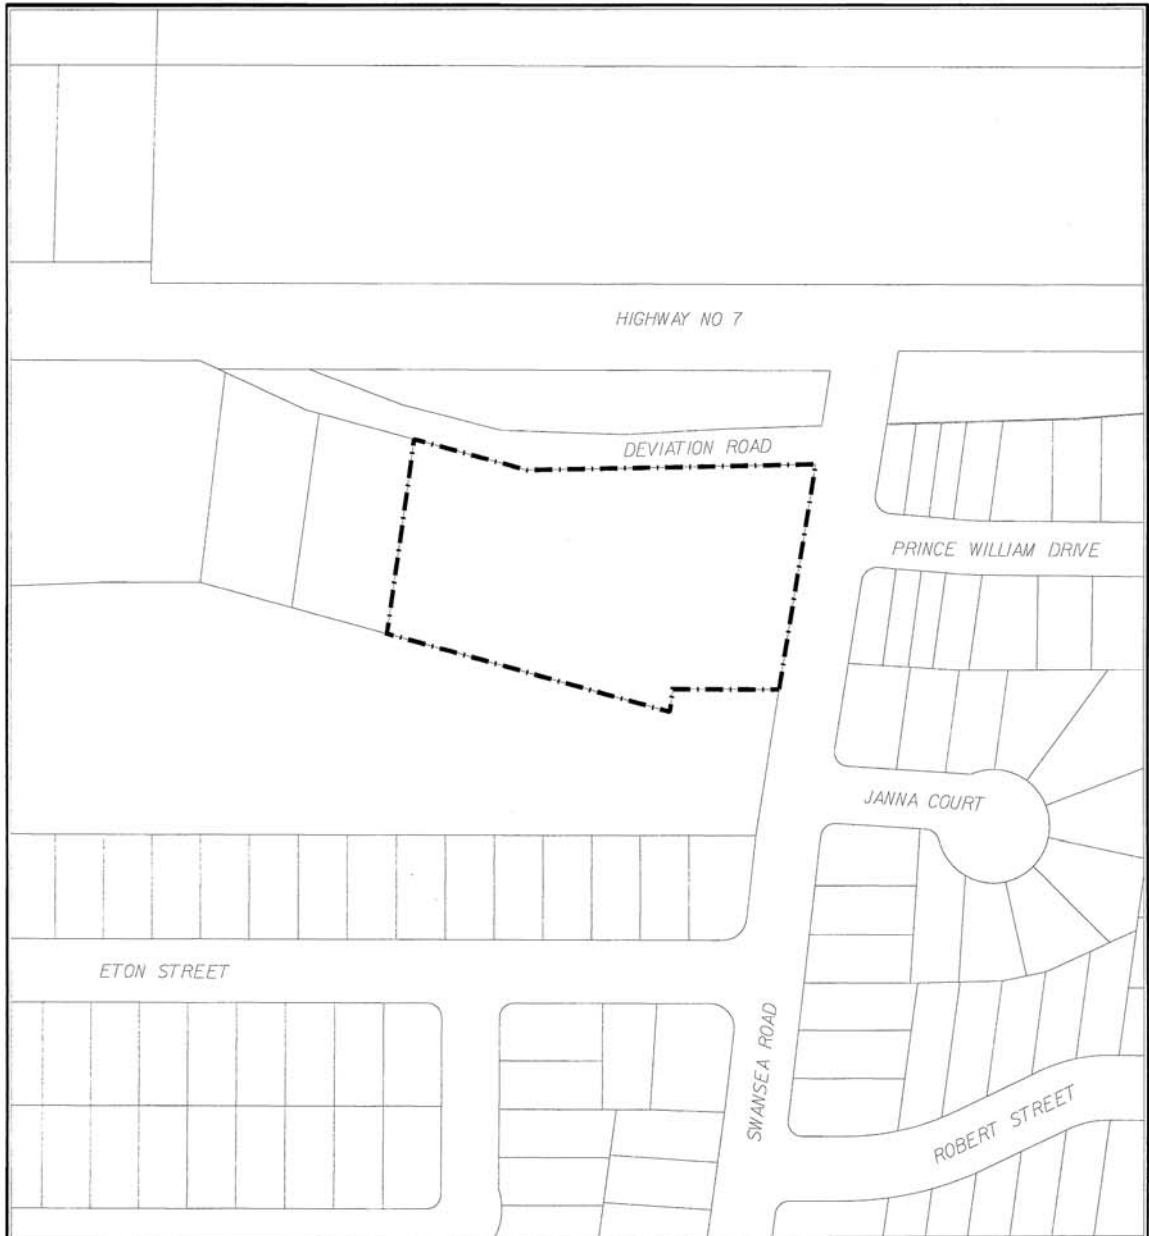 HIGHWAY NO 7
DEVIATION ROAD
PRINCE WILLIAM DRIVE
JANNA COURT
ETON STREET
SWANSEA ROAD
ROBERT STREET